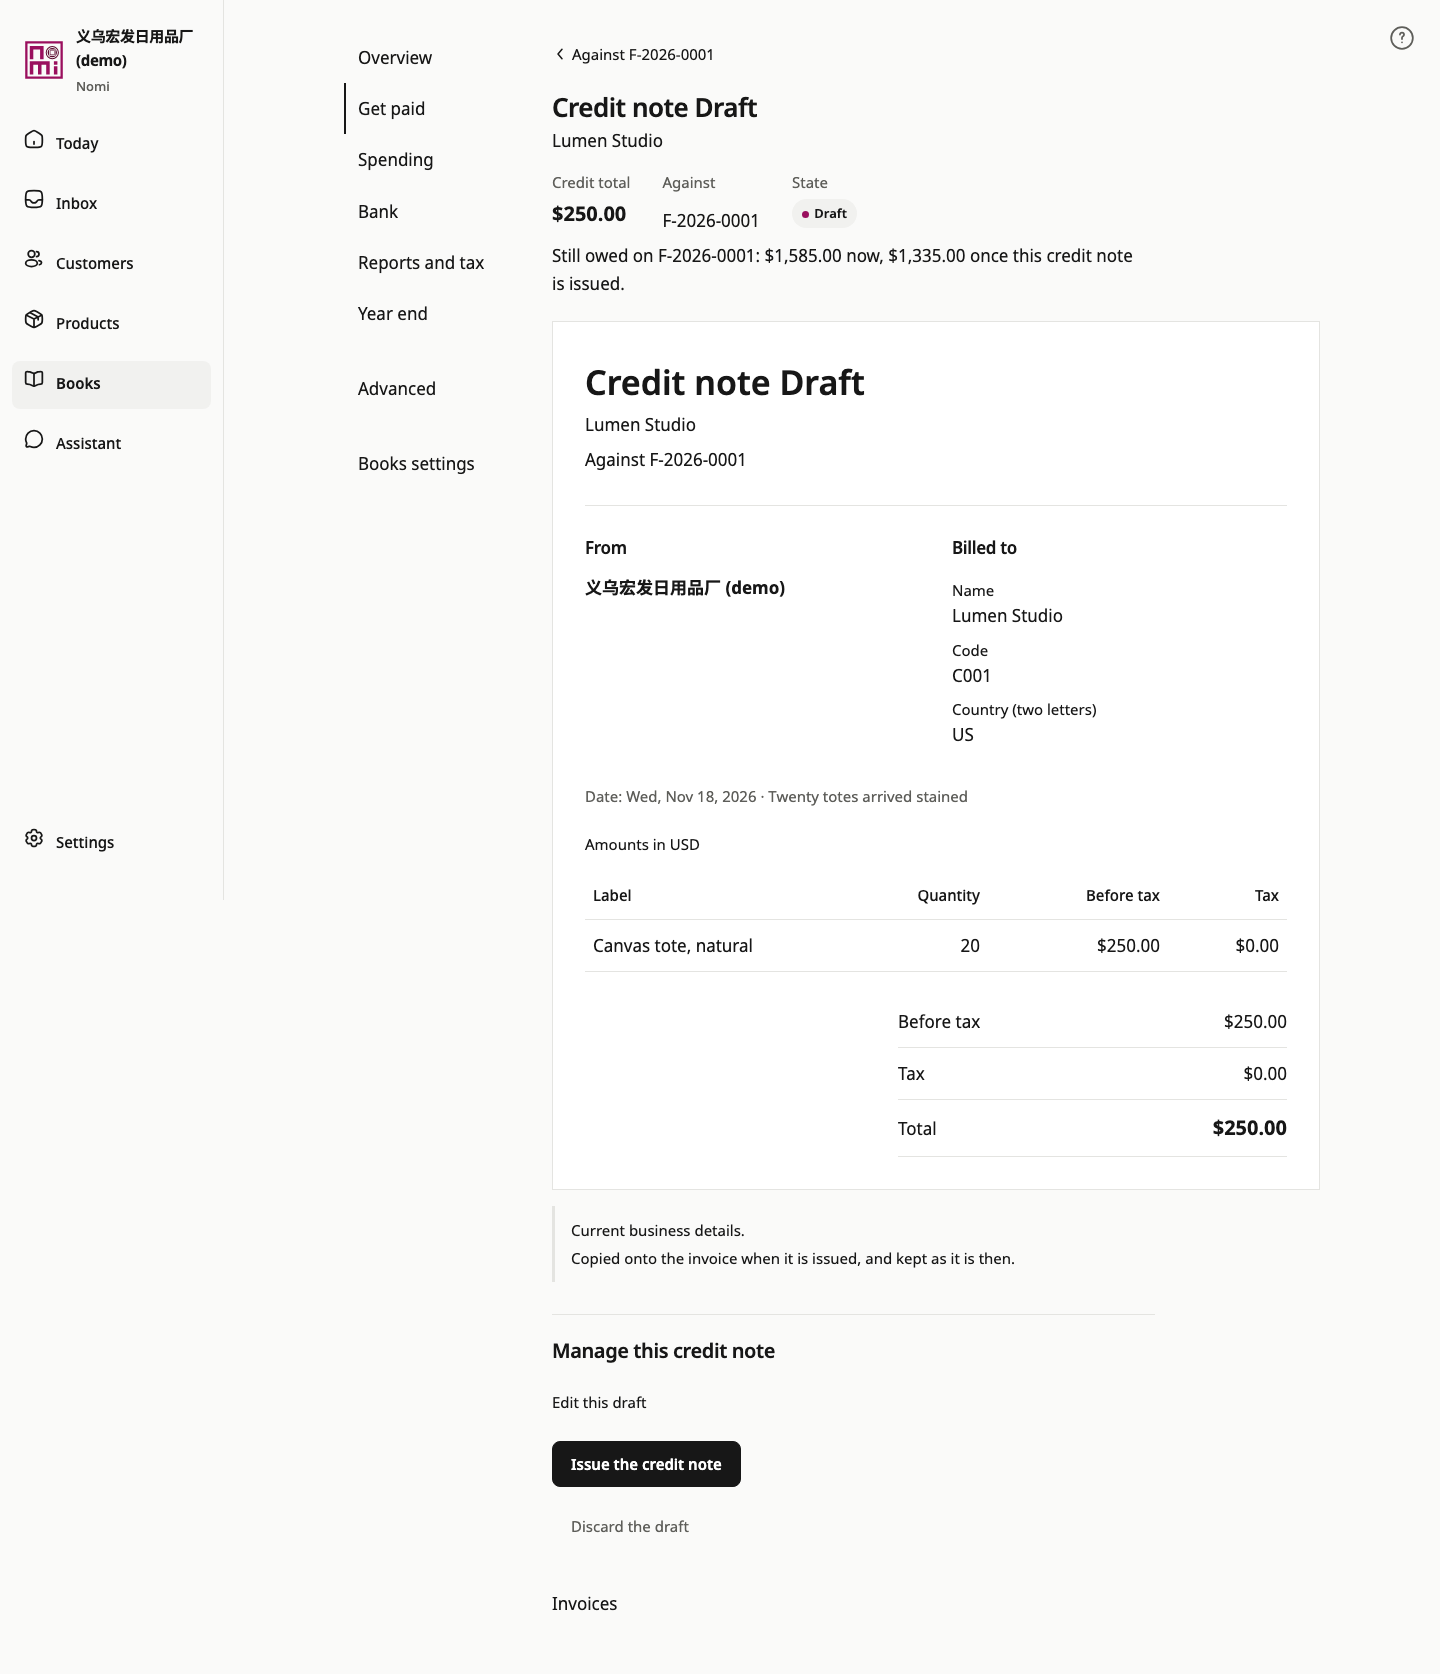 义乌宏发日用品厂
(demo)
Nomi
Today
Inbox
Customers
Products
Books
Assistant
Settings
Overview
Get paid
Spending
Bank
Reports and tax
Year end
Advanced
Books settings
Against F-2026-0001
Credit note Draft
Lumen Studio
Credit total
$250.00
Against
F-2026-0001
State
Draft
Still owed on F-2026-0001: $1,585.00 now, $1,335.00 once this credit note
is issued.
Credit note Draft
Lumen Studio
Against F-2026-0001
From
义乌宏发日用品厂 (demo)
Billed to
Name
Lumen Studio
Code
C001
Country (two letters)
US
Date: Wed, Nov 18, 2026 · Twenty totes arrived stained
Amounts in USD
Label Quantity Before tax Tax
Canvas tote, natural 20 $250.00 $0.00
Before tax $250.00
Tax $0.00
Total $250.00
Current business details.
Copied onto the invoice when it is issued, and kept as it is then.
Manage this credit note
Edit this draft
Issue the credit note
Discard the draft
Invoices